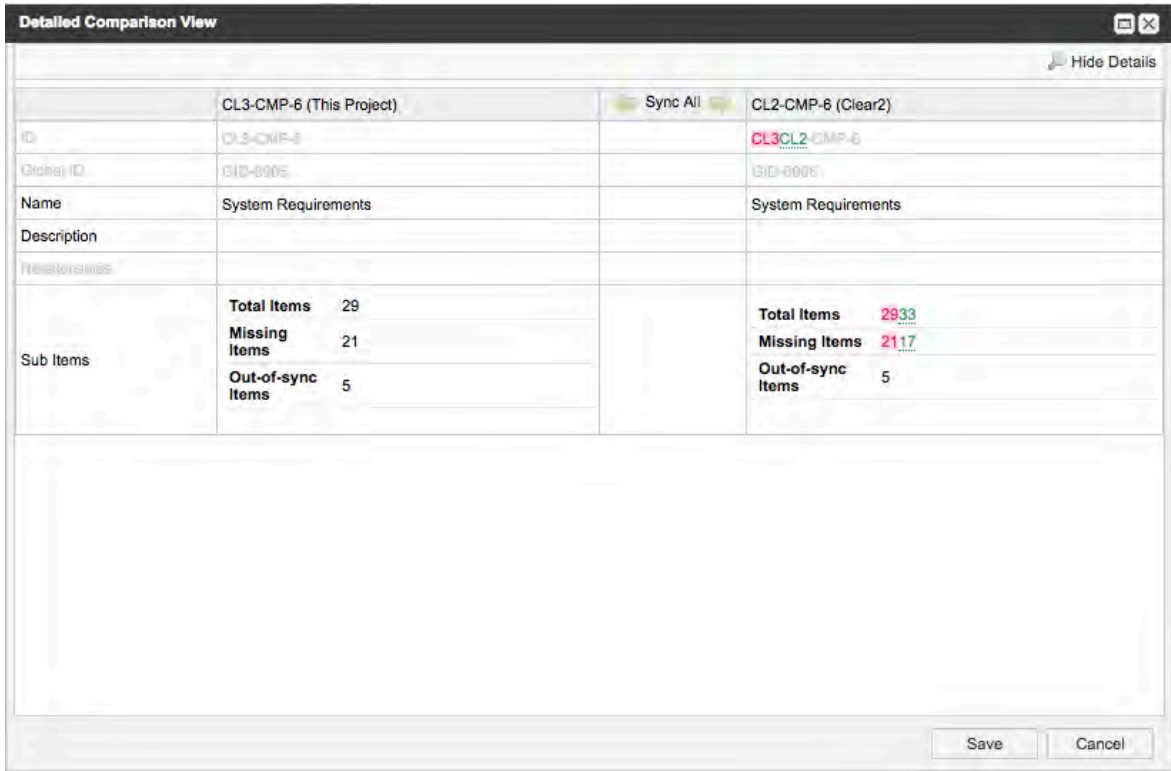 Detailed Comparison View
Hide Details
CL3-CMP-6 (This Project) Sync All CL2-CMP-6 (Clear2)
ID CL3-CMP-6 CL3CL2-CMP-6
Global ID
Name System Requirements System Requirements
Description
Relationships
Sub Items
Total Items 29
Missing
Items 21
Out-of-sync
Items 5
Total Items 2933
Missing Items 2117
Out-of-sync
Items 5
Save Cancel